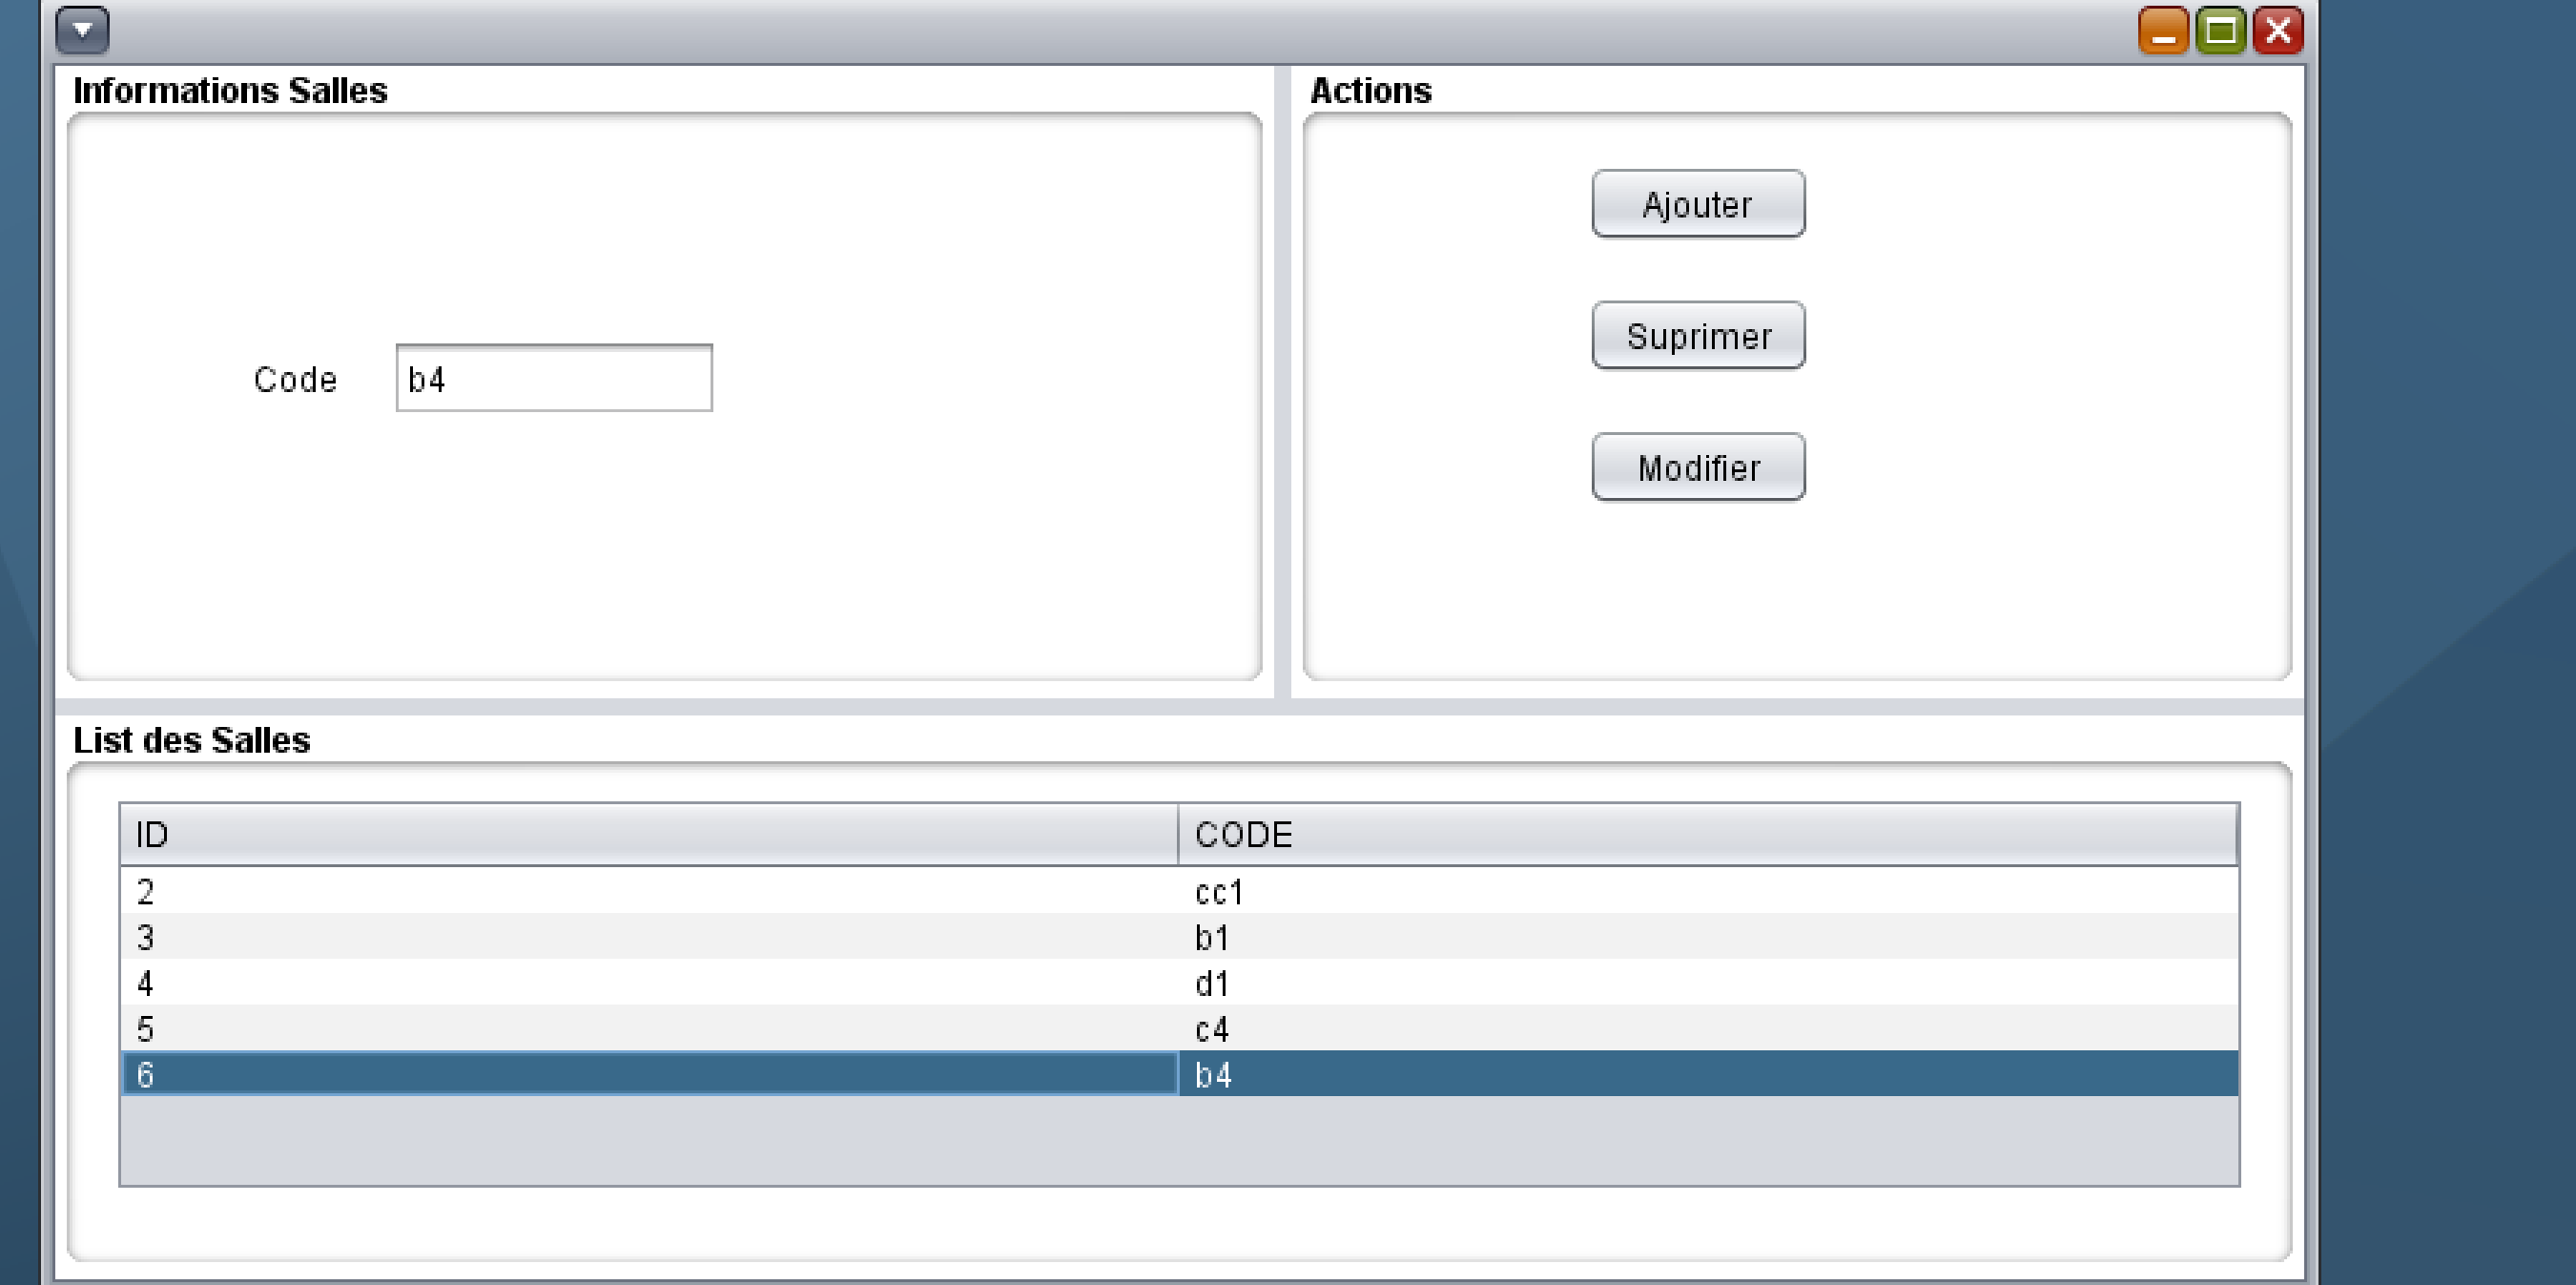 Informations Salles
Code b4
Actions
Ajouter
Suprimer
Modifier
List des Salles
ID CODE
2 cc1
3 b1
4 d1
5 c4
6 b4